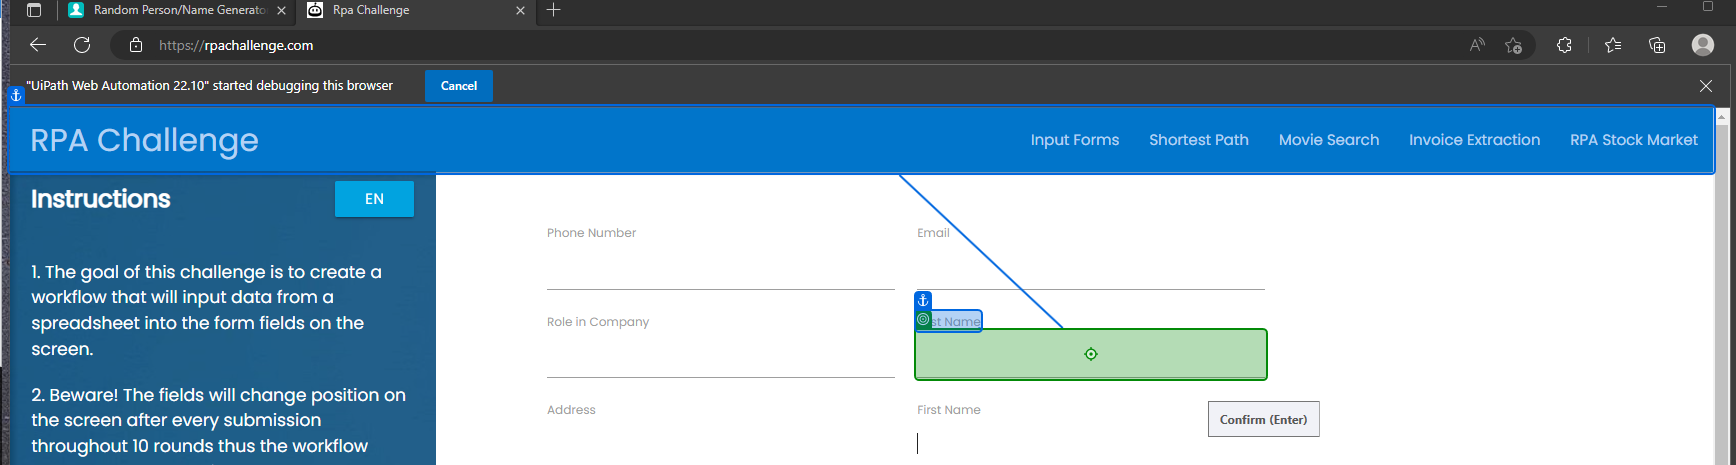 Random Person/Name Generato
Rpa Challenge
https://rpachallenge.com
"UiPath Web Automation 22.10" started debugging this browser
Cancel
RPA Challenge
Input Forms
Shortest Path
Movie Search
Invoice Extraction
RPA Stock Market
Instructions
EN
1. The goal of this challenge is to create a
workflow that will input data from a
spreadsheet into the form fields on the
screen.
2. Beware! The fields will change position on
the screen after every submission
throughout 10 rounds thus the workflow
Phone Number
Email
Role in Company
st Name
Address
First Name
Confirm (Enter)